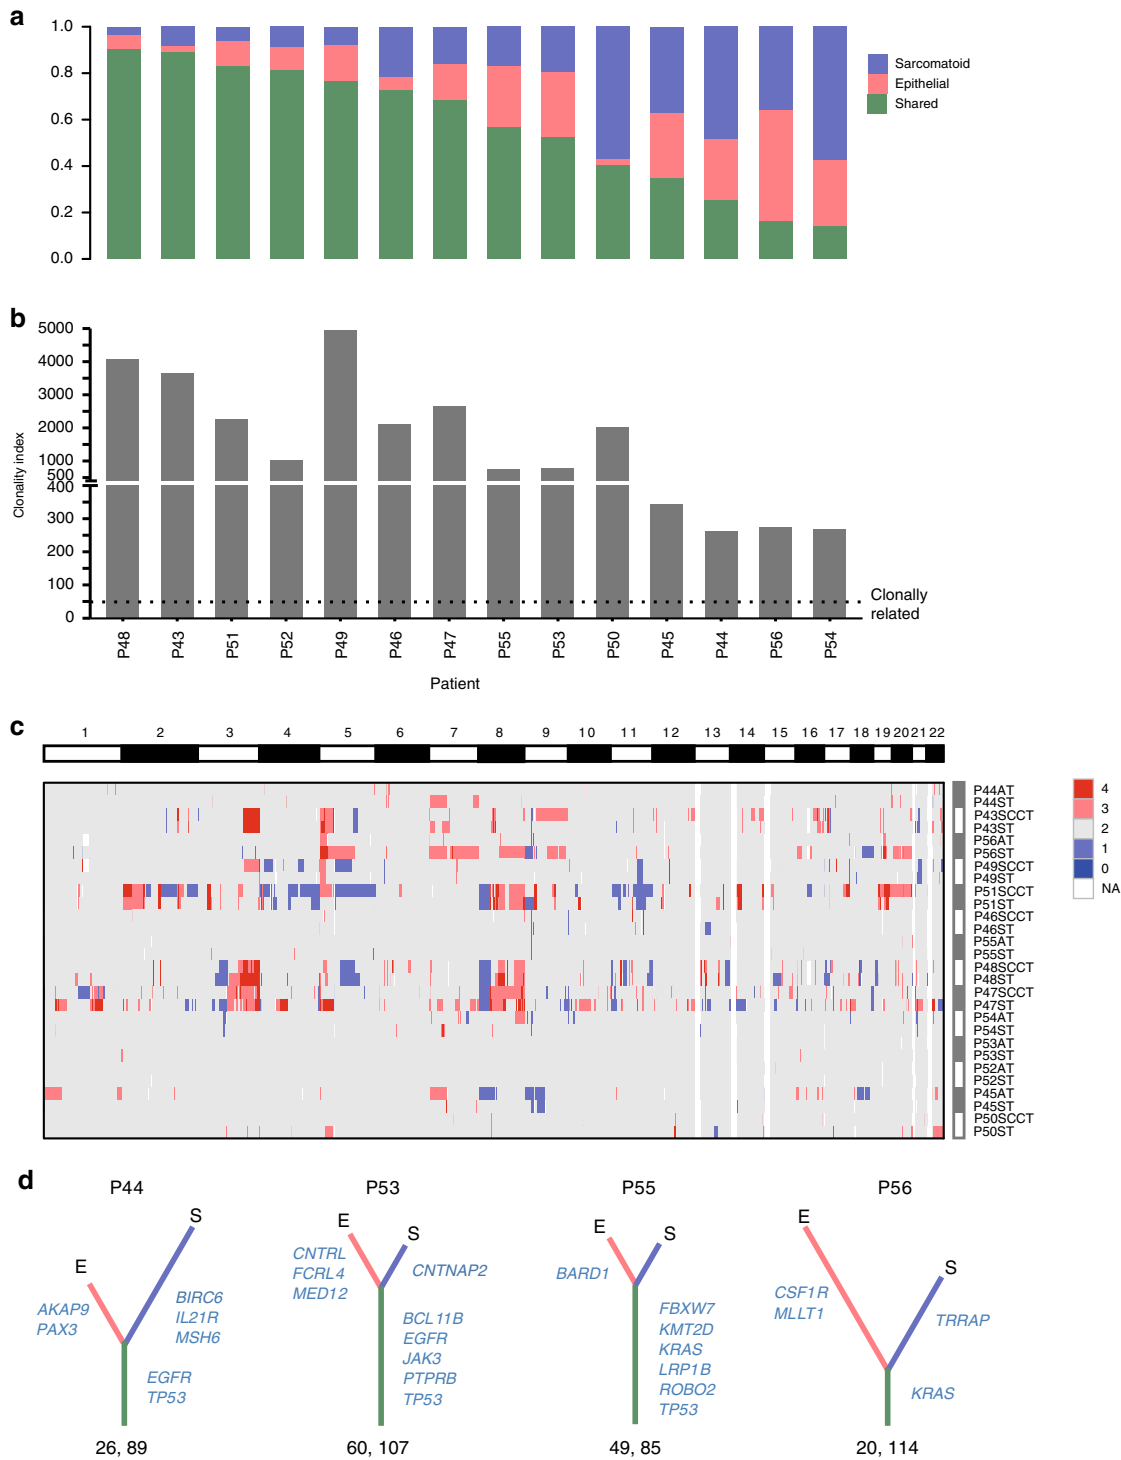 a
1.0
0.8
0.6
0.4
0.2
0.0
Sarcomatoid
Epithelial
Shared
b
Clonality index
5000
4000
3000
2000
1000
500
400
300
200
100
0
Clonally
related
P48 P43 P51 P52 P49 P46 P47 P55 P53 P50 P45 P44 P56 P54
Patient
c
1 2 3 4 5 6 7 8 9 10 11 12 13 14 15 16 17 18 19 20 21 22
P44AT
P44ST
P43SCCT
P43ST
P56AT
P56ST
P49SCCT
P49ST
P51SCCT
P51ST
P46SCCT
P46ST
P55AT
P55ST
P48SCCT
P48ST
P47SCCT
P47ST
P54AT
P54ST
P53AT
P53ST
P52AT
P52ST
P45AT
P45ST
P50SCCT
P50ST
4
3
2
1
0
NA
d
P44
E
S
AKAP9
PAX3
BIRC6
IL21R
MSH6
EGFR
TP53
26, 89
P53
E
S
CNTRL
FCRL4
MED12
CNTNAP2
BCL11B
EGFR
JAK3
PTPRB
TP53
60, 107
P55
E
S
BARD1
FBXW7
KMT2D
KRAS
LRP1B
ROBO2
TP53
49, 85
P56
E
S
CSF1R
MLLT1
TRRAP
KRAS
20, 114